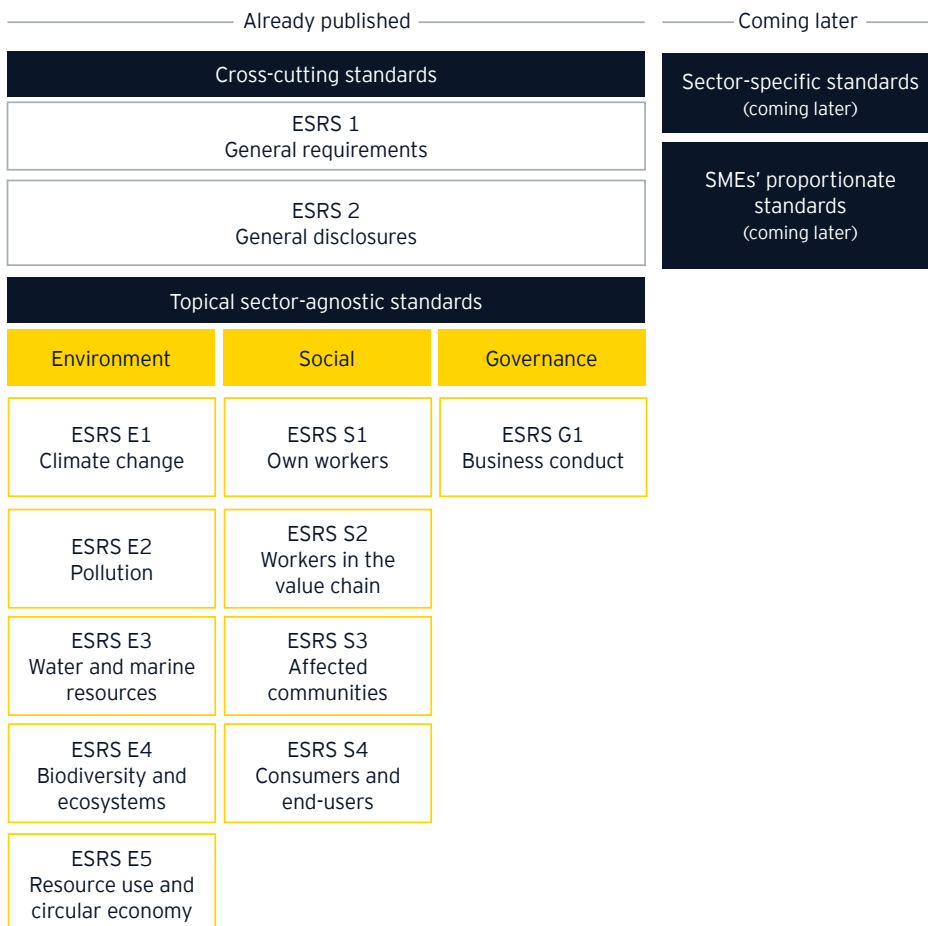 Already published
Cross-cutting standards
ESRS 1
General requirements
ESRS 2
General disclosures
Topical sector-agnostic standards
Environment
Social
Governance
ESRS E1
Climate change
ESRS S1
Own workers
ESRS G1
Business conduct
ESRS E2
Pollution
ESRS S2
Workers in the
value chain
ESRS E3
Water and marine
resources
ESRS S3
Affected
communities
ESRS E4
Biodiversity and
ecosystems
ESRS S4
Consumers and
end-users
ESRS E5
Resource use and
circular economy
Coming later
Sector-specific standards
(coming later)
SMEs’ proportionate
standards
(coming later)